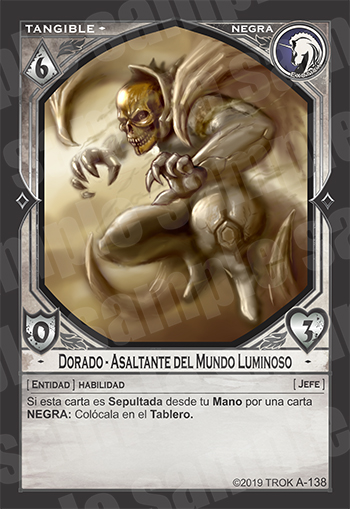 TANGIBLE
NEGRA
6
0
3
DORADO - ASALTANTE DEL MUNDO LUMINOSO
[ ENTIDAD ] HABILIDAD
[ JEFE ]
Si esta carta es Sepultada desde tu Mano por una carta
NEGRA: Colócala en el Tablero.
©2019 TROK A-138